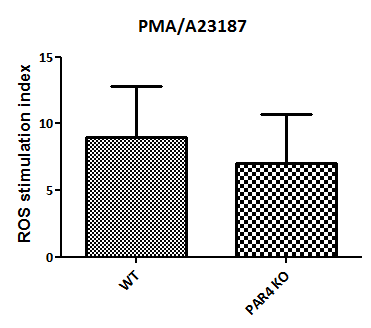 PMA/A23187
ROS stimulation index
15
10
5
0
WT
PAR4 KO